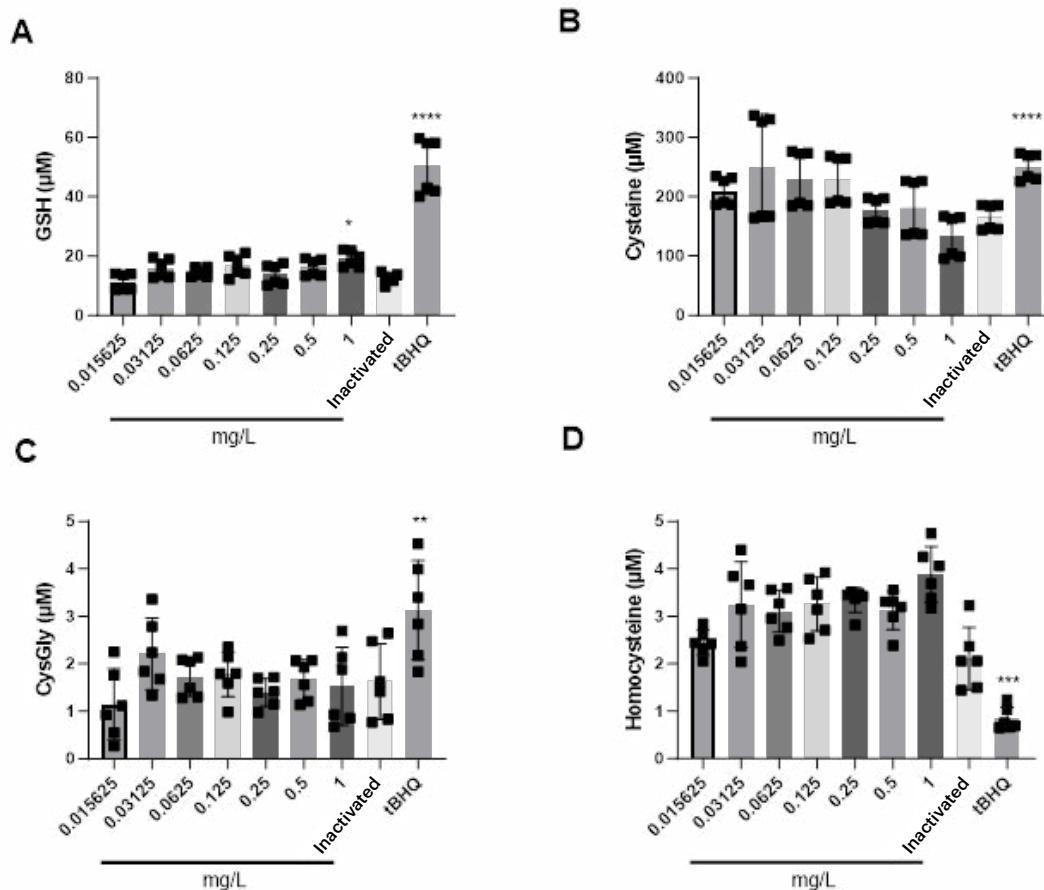 A
GSH (µM)
80
60
40
20
0
*
****
0.015625
0.03125
0.0625
0.125
0.25
0.5
1
Inactivated
tBHQ
mg/L
B
Cysteine (µM)
400
300
200
100
0
****
0.015625
0.03125
0.0625
0.125
0.25
0.5
1
Inactivated
tBHQ
mg/L
C
CysGly (µM)
5
4
3
2
1
0
**
0.015625
0.03125
0.0625
0.125
0.25
0.5
1
Inactivated
tBHQ
mg/L
D
Homocysteine (µM)
5
4
3
2
1
0
***
0.015625
0.03125
0.0625
0.125
0.25
0.5
1
Inactivated
tBHQ
mg/L